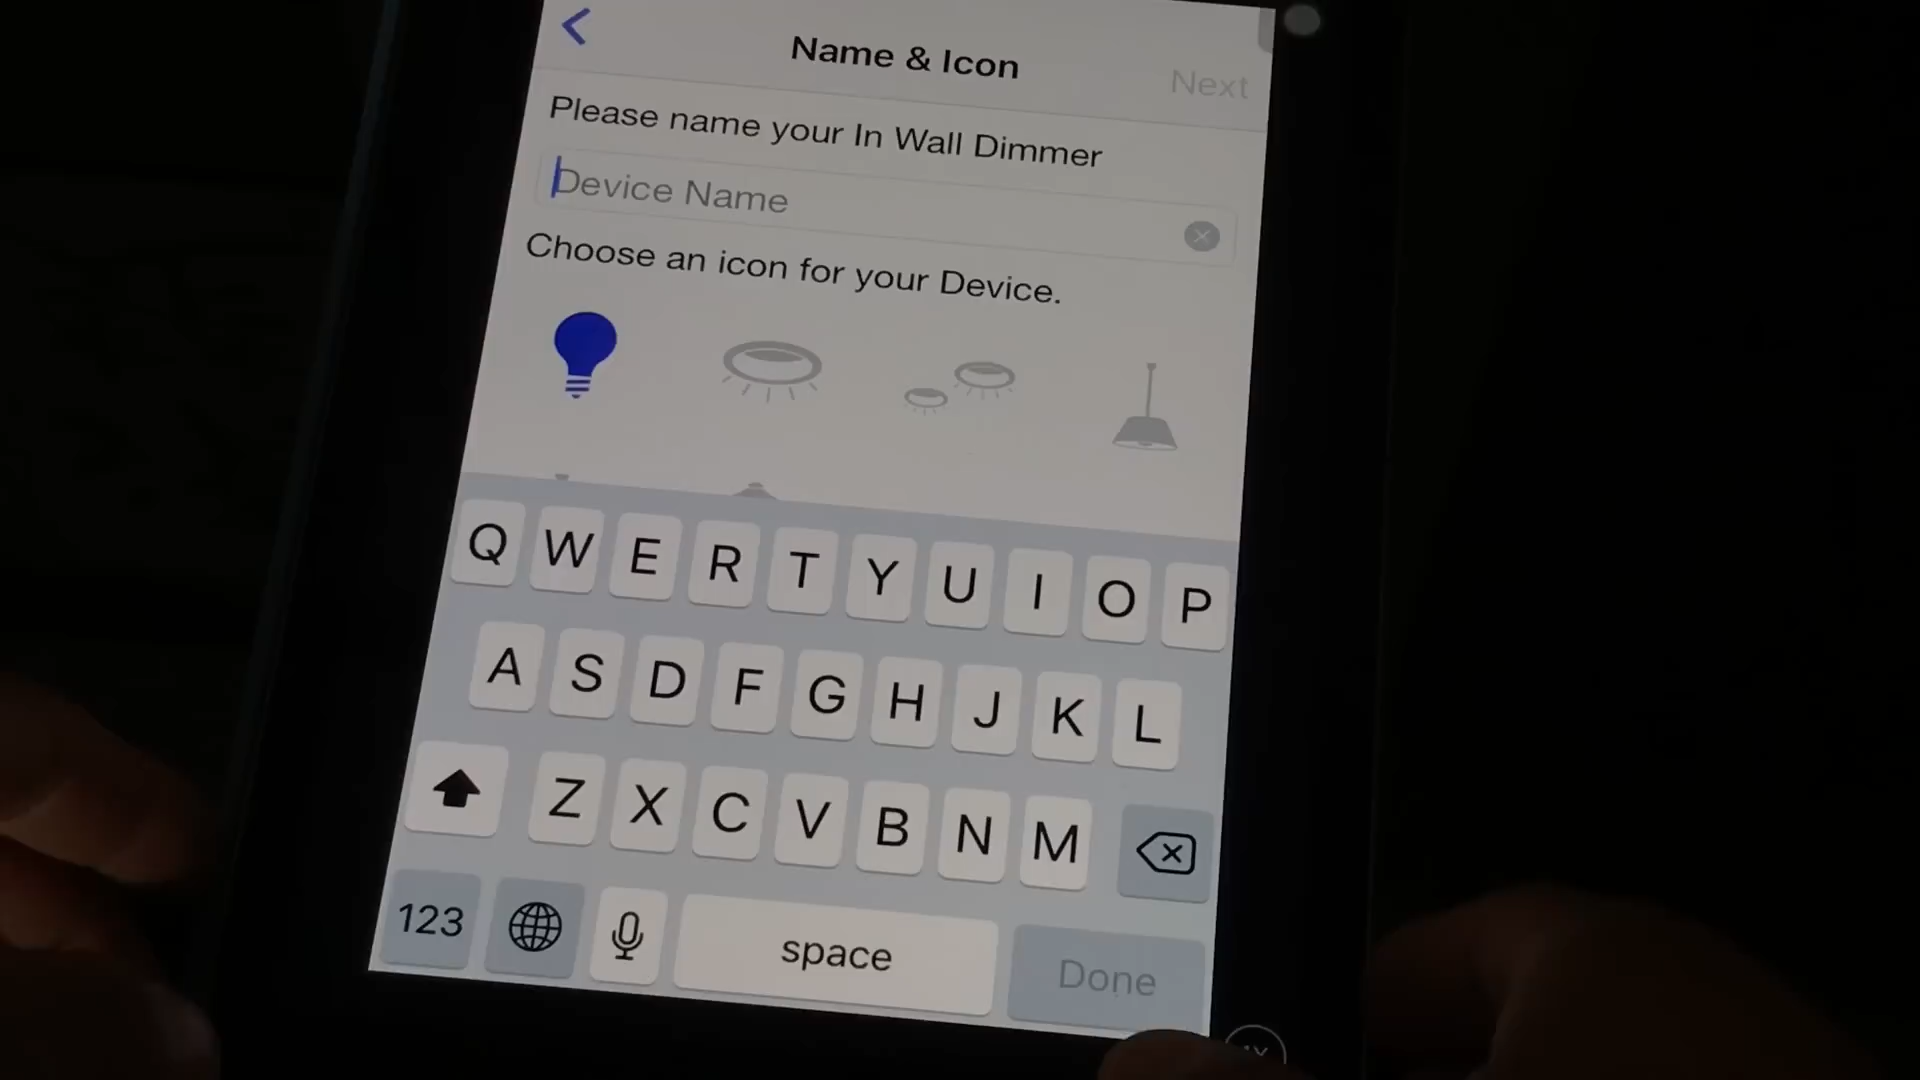 Name & Icon
Next
Please name your In Wall Dimmer
Device Name
Choose an icon for your Device.
Q W E R T Y U I O P
A S D F G H J K L
Z X C V B N M
123 space Done